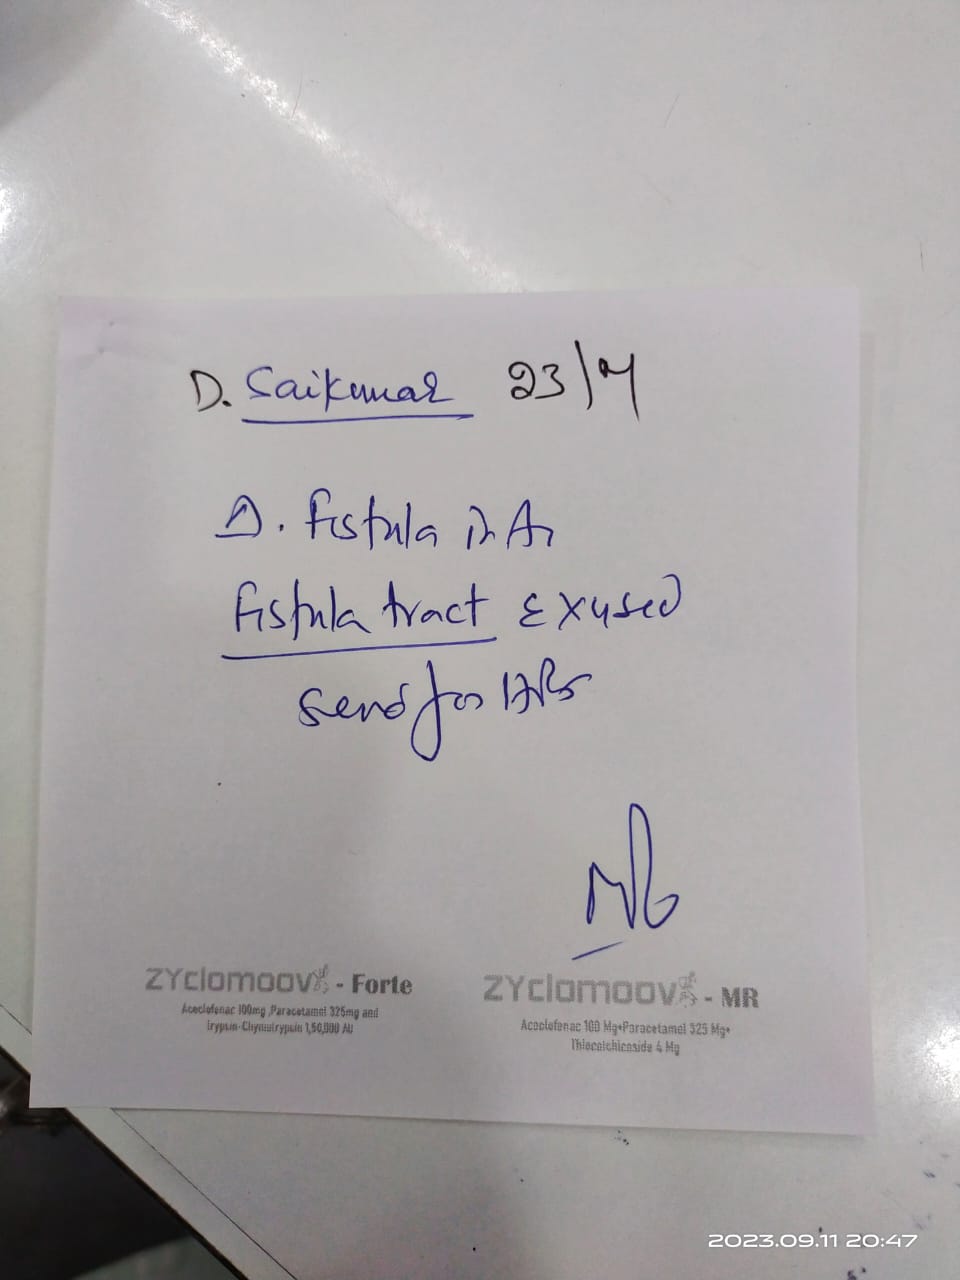 D. Saikumar 23/M
Δ. Fistula in An
Fistula tract Exused
Send for HPE
ZYclomoov - Forte
Aceclofenac 100mg ,Paracetamol 325mg and
Trypsin-Chymotrypsin 1,50,000 AU
ZYclomoov - MR
Aceclofenac 100 Mg+Paracetamol 325 Mg+
Thiocolchicoside 4 Mg
2023.09.11 20:47